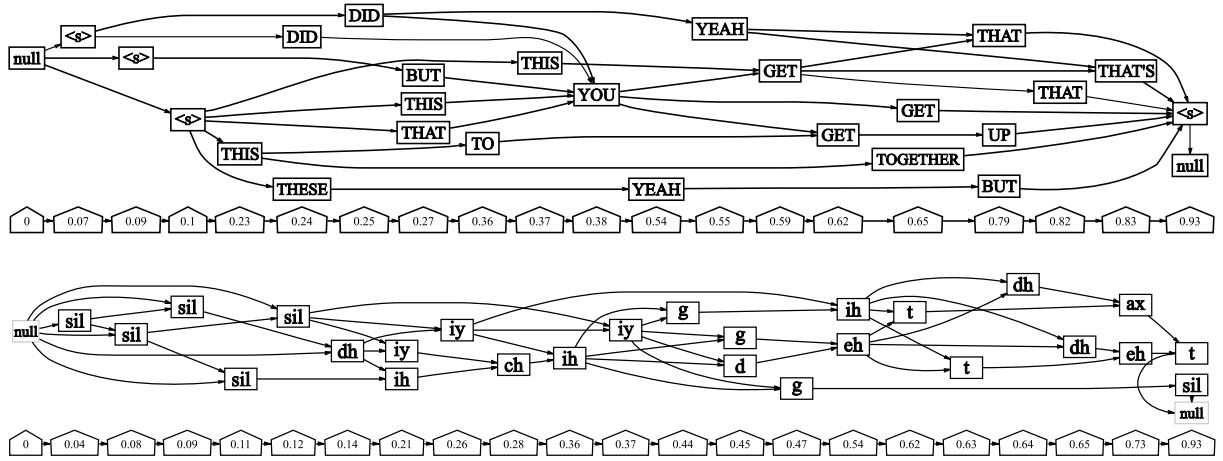 DID
YEAH
<s> DID THAT
null <s> THIS GET THAT'S
BUT
THIS YOU THAT
<s> THAT GET <s>
THIS TO GET UP
TOGETHER null
THESE YEAH BUT
0 0.07 0.09 0.1 0.23 0.24 0.25 0.27 0.36 0.37 0.38 0.54 0.55 0.59 0.62 0.65 0.79 0.82 0.83 0.93
dh
sil g ih ax
sil sil t
null sil iy iy
sil g
dh iy eh dh eh t
ih d
ch t
sil ih g sil
null
0 0.04 0.08 0.09 0.11 0.12 0.14 0.21 0.26 0.28 0.36 0.37 0.44 0.45 0.47 0.54 0.62 0.63 0.64 0.65 0.73 0.93